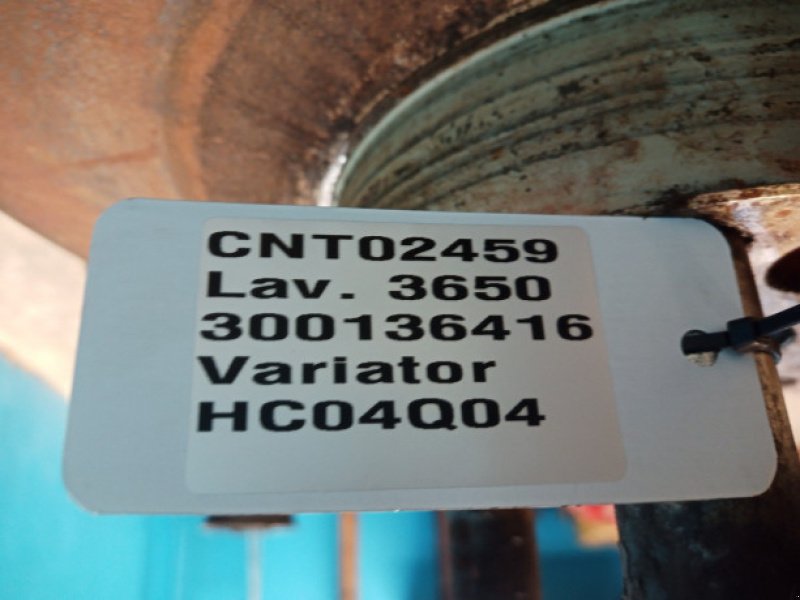 CNT02459
Lav. 3650
300136416
Variator
HC04Q04